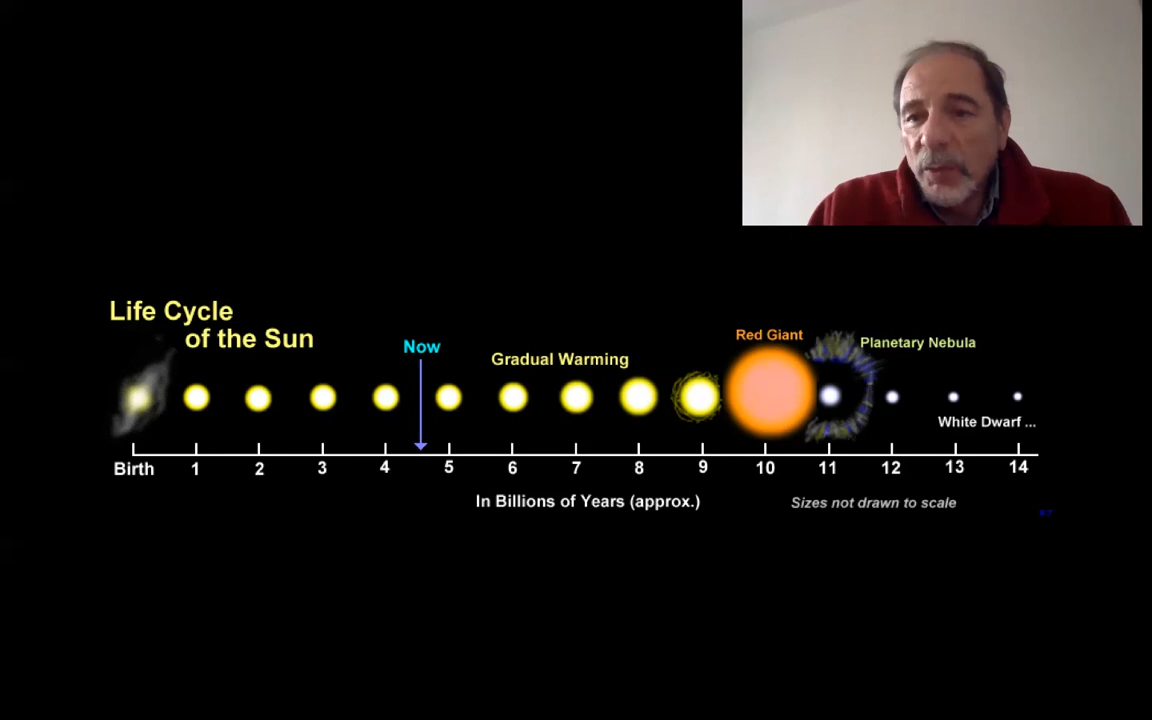 Life Cycle
of the Sun
Now
Gradual Warming
Red Giant
Planetary Nebula
White Dwarf ...
Birth 1 2 3 4 5 6 7 8 9 10 11 12 13 14
In Billions of Years (approx.)
Sizes not drawn to scale